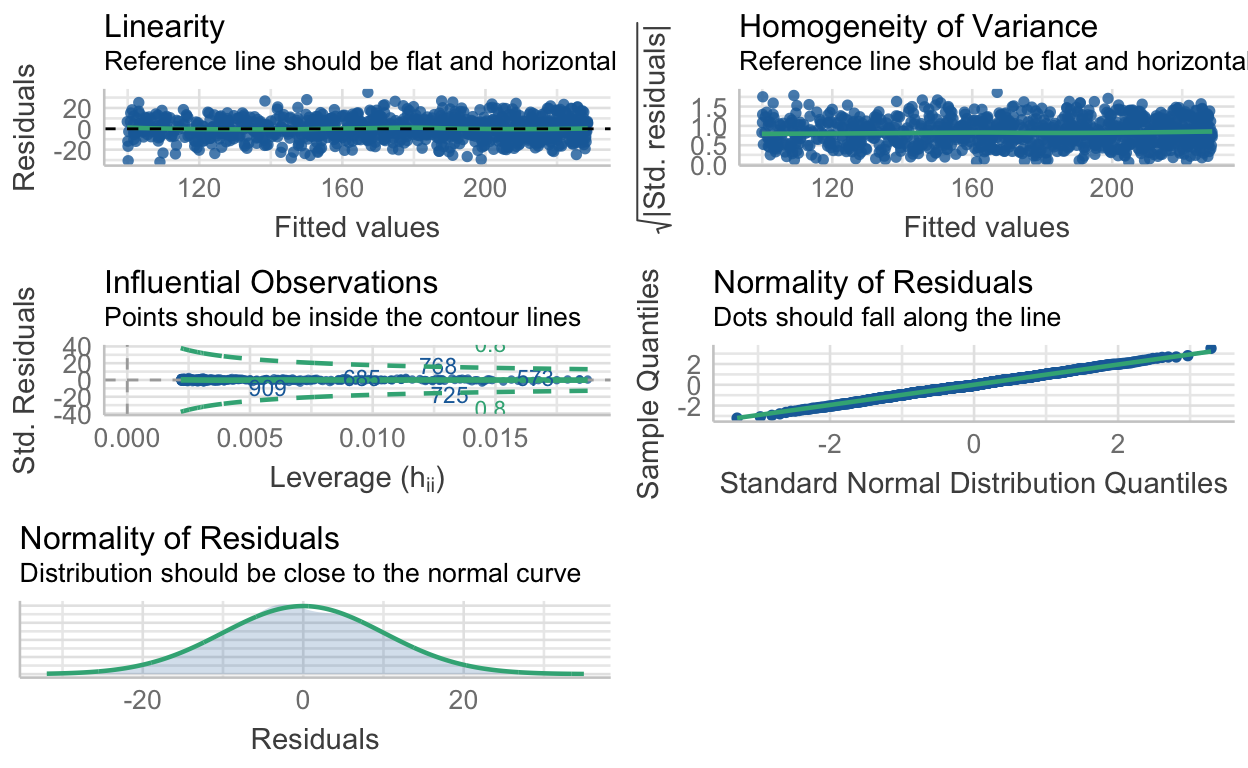 Linearity
Reference line should be flat and horizontal
Residuals
20
0
-20
120 160 200
Fitted values
Homogeneity of Variance
Reference line should be flat and horizontal
√|Std. residuals|
1.5
1.0
0.5
0.0
120 160 200
Fitted values
Influential Observations
Points should be inside the contour lines
Std. Residuals
40
20
0
-20
-40
0.8
768
685
573
909
725
0.8
0.000 0.005 0.010 0.015
Leverage (hii)
Normality of Residuals
Dots should fall along the line
Sample Quantiles
2
0
-2
-2 0 2
Standard Normal Distribution Quantiles
Normality of Residuals
Distribution should be close to the normal curve
-20 0 20
Residuals